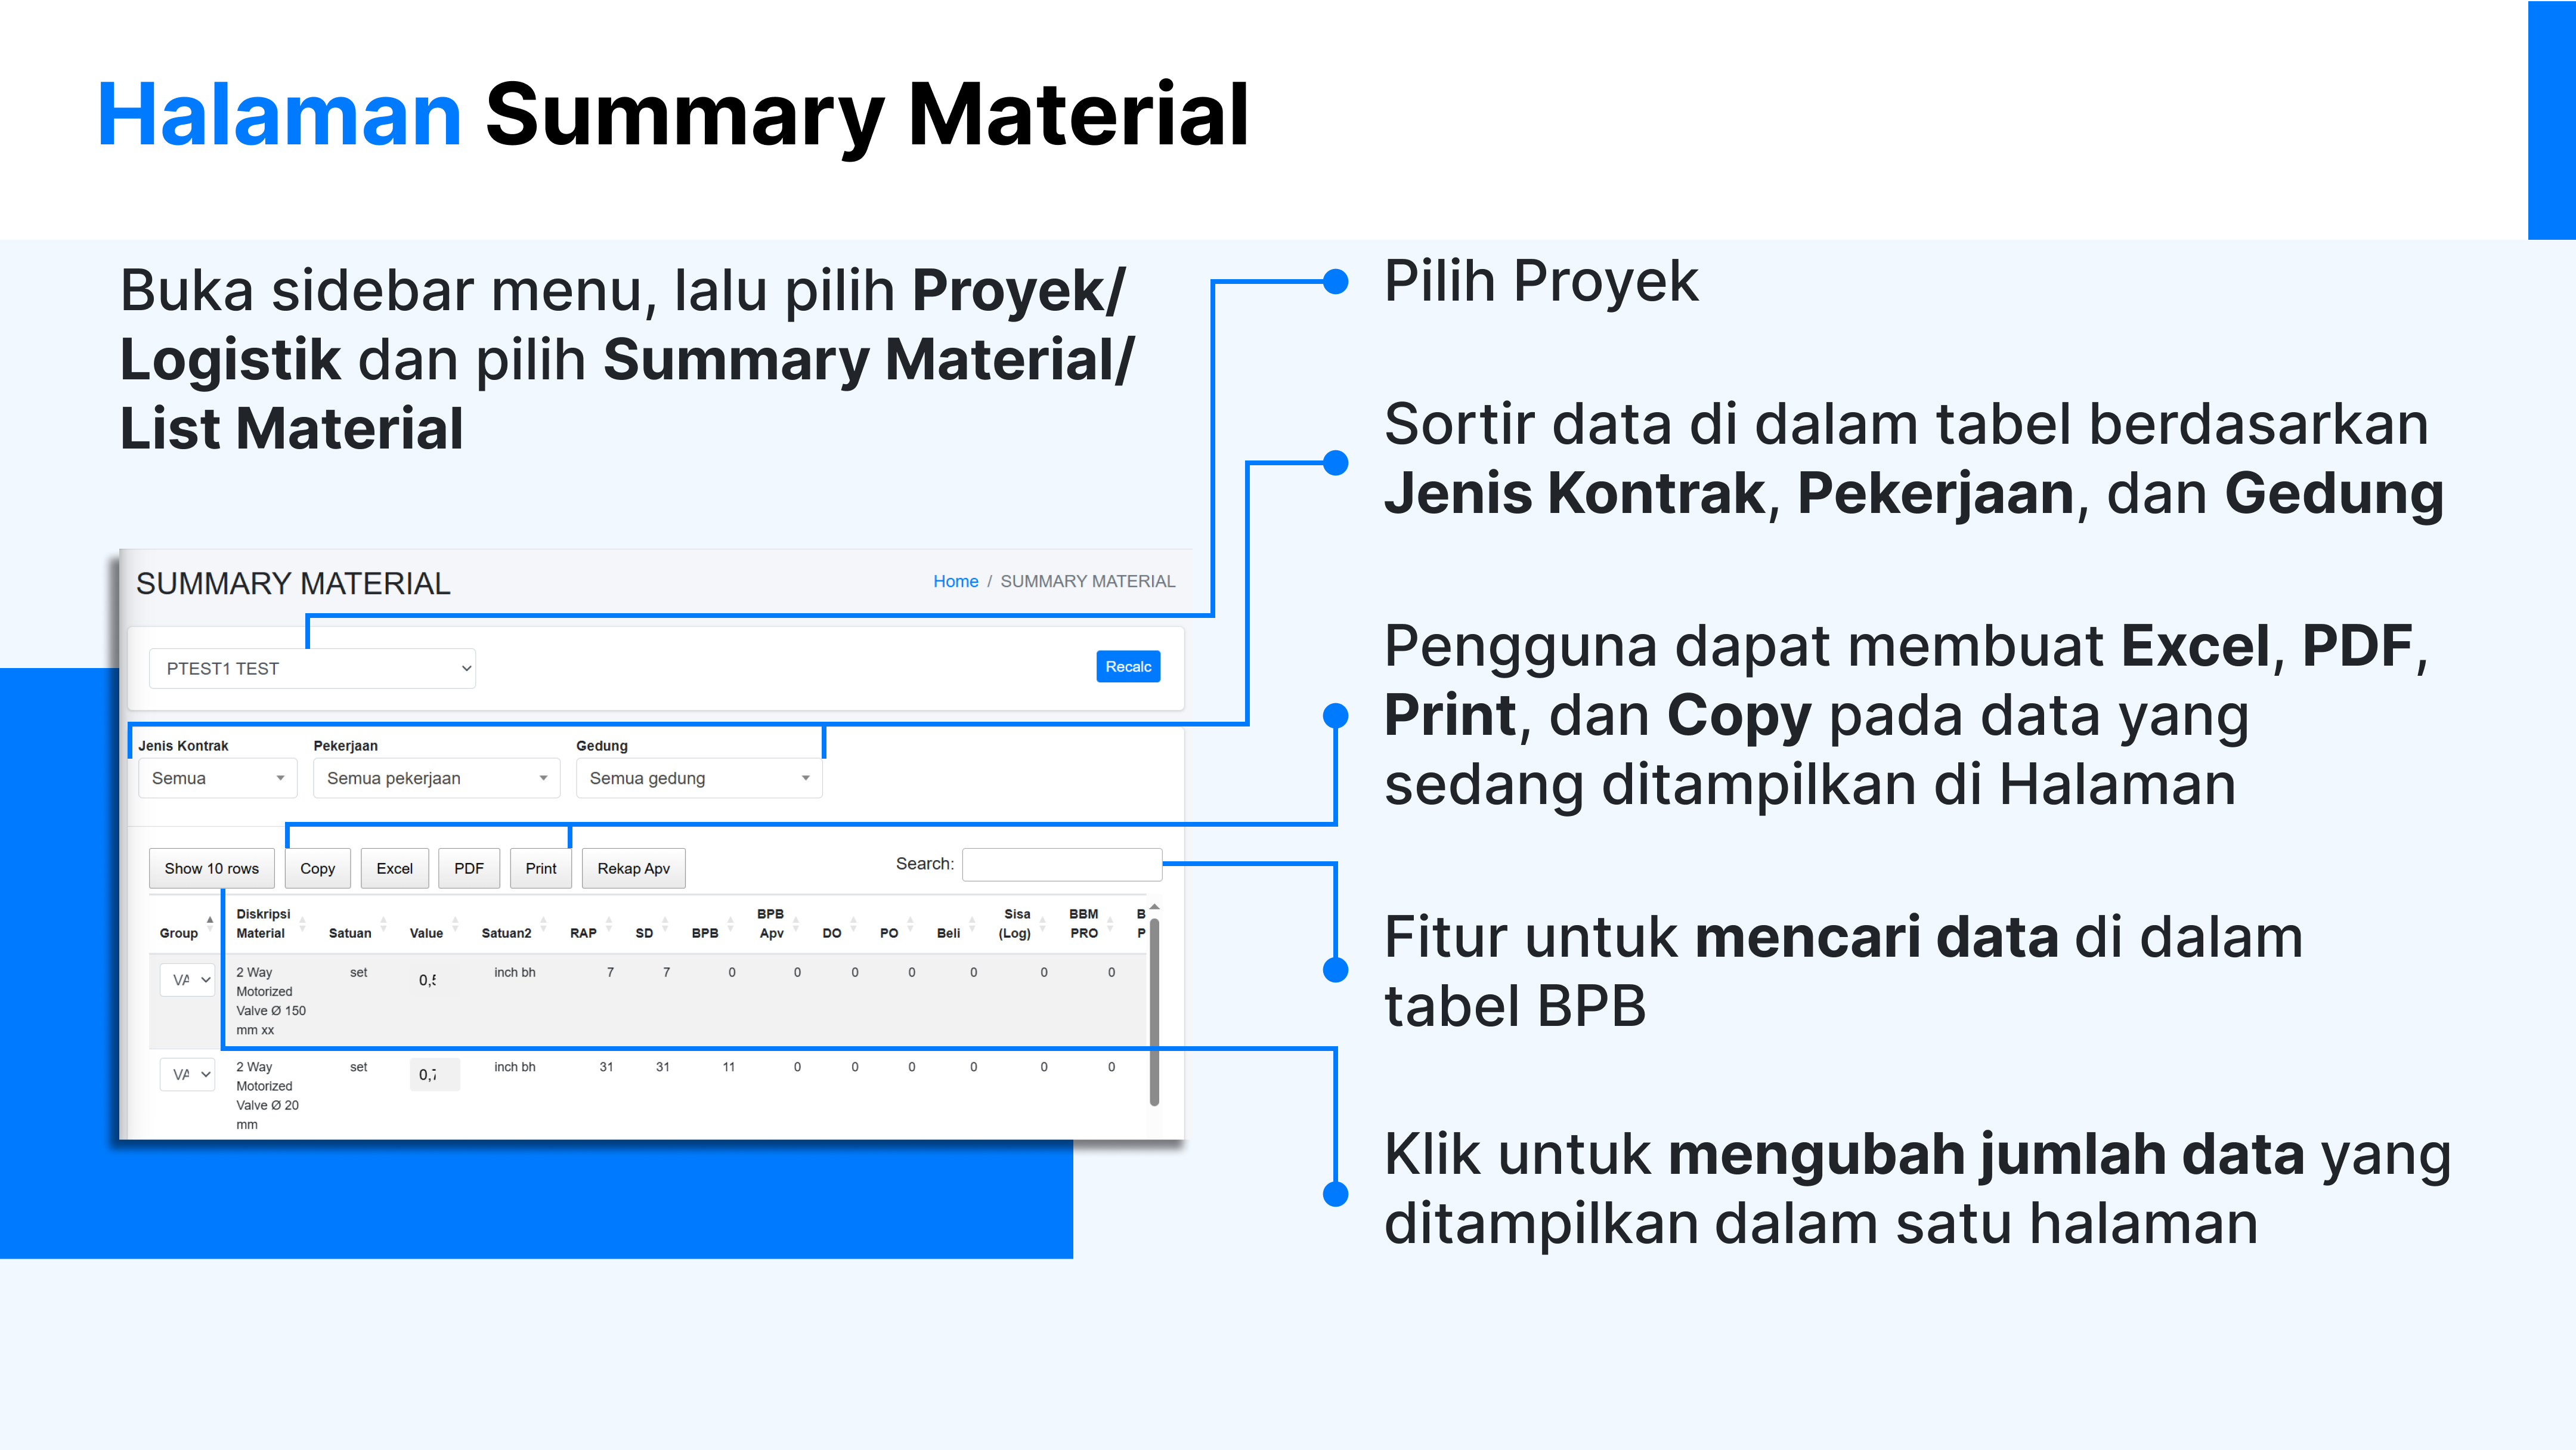 Halaman Summary Material
Buka sidebar menu, lalu pilih Proyek/
Logistik dan pilih Summary Material/
List Material
SUMMARY MATERIAL
Home / SUMMARY MATERIAL
PTEST1 TEST
Recalc
Jenis Kontrak Pekerjaan Gedung
Semua Semua pekerjaan Semua gedung
Show 10 rows Copy Excel PDF Print Rekap Apv Search:
Group Diskripsi Material Satuan Value Satuan2 RAP SD BPB BPB Apv DO PO Beli Sisa (Log) BBM PRO B P
2 Way set inch bh 7 7 0 0 0 0 0 0 0
Motorized
Valve Ø 150
mm xx
2 Way set inch bh 31 31 11 0 0 0 0 0 0
Motorized
Valve Ø 20
mm
Pilih Proyek
Sortir data di dalam tabel berdasarkan
Jenis Kontrak, Pekerjaan, dan Gedung
Pengguna dapat membuat Excel, PDF,
Print, dan Copy pada data yang
sedang ditampilkan di Halaman
Fitur untuk mencari data di dalam
tabel BPB
Klik untuk mengubah jumlah data yang
ditampilkan dalam satu halaman